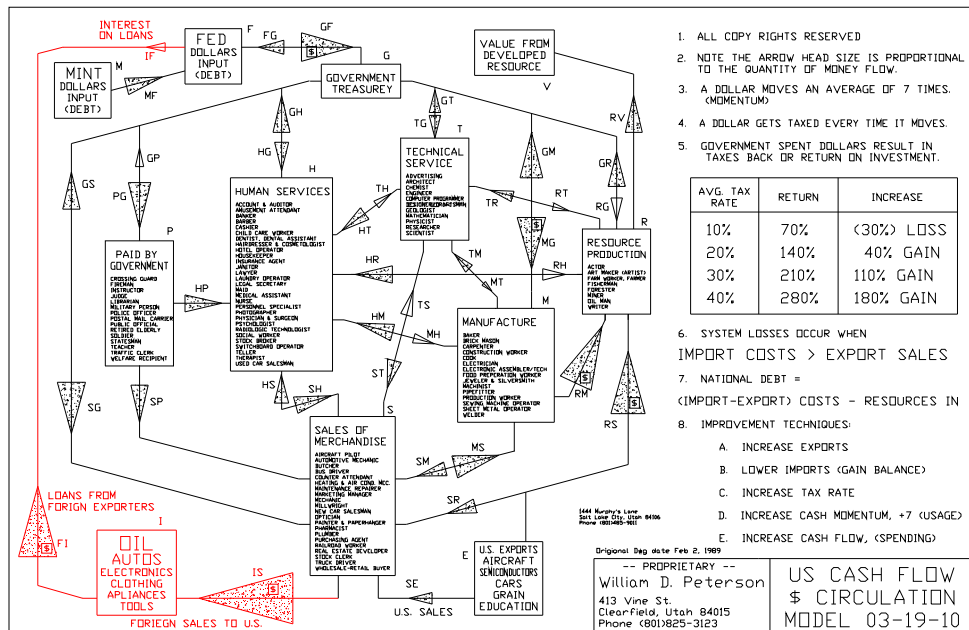 INTEREST
ON LOANS
IF
FED
DOLLARS
INPUT
(DEBT)
F
FG
GF
$
G
GOVERNMENT
TREASUREY
MINT
DOLLARS
INPUT
(DEBT)
M
MF
VALUE FROM
DEVELOPED
RESOURCE
V
RV
GS
GP
PG
GH
HG
GT
TG
GM
MG
$
GR
RG
P
PAID BY
GOVERNMENT
CROSSING GUARD
FIREMAN
INSTRUCTOR
JUDGE
LIBRARIAN
MILITARY PERSON
POLICE OFFICER
POSTAL MAIL CARRIER
PUBLIC OFFICIAL
RETIRED ELDERLY
SOLDIER
STATESMAN
TEACHER
TRAFFIC CLERK
WELFARE RECIPIENT
HP
H
HUMAN SERVICES
ACCOUNT & AUDITOR
AMUSEMENT ATTENDANT
BANKER
BARBER
CASHIER
CHILD CARE WORKER
DENTIST, DENTAL ASSISTANT
HAIRDRESSER & COSMETOLOGIST
HOTEL OPERATOR
HOUSEKEEPER
INSURANCE AGENT
JANITOR
LAWYER
LAUNDRY OPERATOR
LEGAL SECRETARY
MAID
MEDICAL ASSISTANT
NURSE
PERSONNEL SPECIALIST
PHOTOGRAPHER
PHYSICIAN & SURGEON
PSYCHOLOGIST
RADIOLOGIC TECHNOLOGIST
SOCIAL WORKER
STOCK BROKER
SWITCHBOARD OPERATOR
TELLER
THERAPIST
USED CAR SALESMAN
T
TECHNICAL
SERVICE
ADVERTISING
ARCHITECT
CHEMIST
ENGINEER
COMPUTER PROGRAMMER
GEOLOGIST
MATHEMATICIAN
PHYSICIST
RESEARCHER
SCIENTIST
TH
HT
TR
RT
HR
RH
TM
MT
HM
MH
TS
ST
R
RESOURCE
PRODUCTION
ACTOR
ART MAKER (ARTIST)
FARM WORKER, FARMER
FISHERMAN
FORESTER
MINER
OIL MAN
WRITER
M
MANUFACTURE
BAKER
BRICK MASON
CARPENTER
CONSTRUCTION WORKER
COOK
ELECTRICIAN
ELECTRONIC ASSEMBLER/TECH
FOOD PREPARATION WORKER
JEWELER & SILVERSMITH
MACHINIST
PIPEFITTER
PRODUCTION WORKER
SEWING MACHINE OPERATOR
SHEET METAL OPERATOR
WELDER
$
RM
$
RS
SG
SP
HS
SH
S
SALES OF
MERCHANDISE
AIRCRAFT PILOT
AUTOMOTIVE MECHANIC
BUTCHER
BUS DRIVER
COUNTER ATTENDANT
HEATING & AIR COND. MCC.
MAINTENANCE REPAIRER
MARKETING MANAGER
MECHANIC
MILLWRIGHT
NEW CAR SALESMAN
OPTICIAN
PAINTER & PAPERHANGER
PHARMACIST
PLUMBER
PURCHASING AGENT
RAILROAD WORKER
REAL ESTATE DEVELOPER
STOCK CLERK
TRUCK DRIVER
WHOLESALE-RETAIL BUYER
SM
MS
SR
E
U.S. EXPORTS
AIRCRAFT
SEMICONDUCTORS
CARS
GRAIN
EDUCATION
SE
U.S. SALES
LOANS FROM
FORIGN EXPORTERS
FI
$
I
OIL
AUTOS
ELECTRONICS
CLOTHING
APPLIANCES
TOOLS
IS
$
FORIEGN SALES TO U.S.
1. ALL COPY RIGHTS RESERVED
2. NOTE THE ARROW HEAD SIZE IS PROPORTIONAL
TO THE QUANTITY OF MONEY FLOW.
3. A DOLLAR MOVES AN AVERAGE OF 7 TIMES.
(MOMENTUM)
4. A DOLLAR GETS TAXED EVERY TIME IT MOVES.
5. GOVERNMENT SPENT DOLLARS RESULT IN
TAXES BACK OR RETURN ON INVESTMENT.
AVG. TAX RATE RETURN INCREASE
10% 70% (30%) LOSS
20% 140% 40% GAIN
30% 210% 110% GAIN
40% 280% 180% GAIN
6. SYSTEM LOSSES OCCUR WHEN
IMPORT COSTS > EXPORT SALES
7. NATIONAL DEBT =
(IMPORT-EXPORT) COSTS - RESOURCES IN
8. IMPROVEMENT TECHNIQUES:
A. INCREASE EXPORTS
B. LOWER IMPORTS (GAIN BALANCE)
C. INCREASE TAX RATE
D. INCREASE CASH MOMENTUM, +7 (USAGE)
E. INCREASE CASH FLOW, (SPENDING)
1444 Murphy's Lane
Salt Lake City, Utah 84106
Phone (801)485-9011
Original Dwg date Feb 2, 1989
-- PROPRIETARY --
William D. Peterson
413 Vine St.
Clearfield, Utah 84015
Phone (801)825-3123
US CASH FLOW
$ CIRCULATION
MODEL 03-19-10